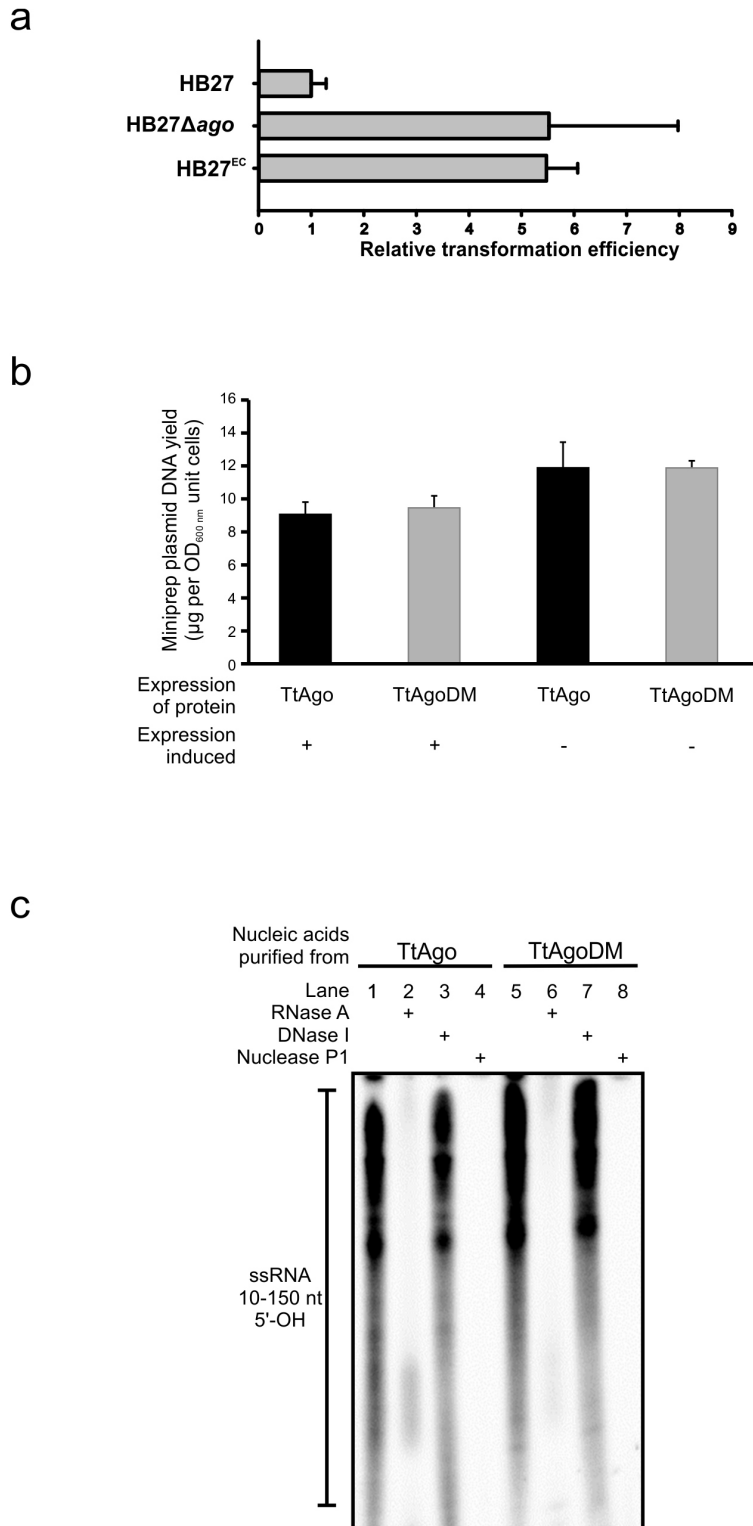 a
HB27
HB27Δago
HB27EC
0 1 2 3 4 5 6 7 8 9
Relative transformation efficiency
b
Miniprep plasmid DNA yield
(µg per OD600 nm unit cells)
16
14
12
10
8
6
4
2
0
Expression
of protein
TtAgo TtAgoDM TtAgo TtAgoDM
Expression
induced
+ + - -
c
Nucleic acids
purified from
TtAgo TtAgoDM
Lane 1 2 3 4 5 6 7 8
RNase A + +
DNase I + +
Nuclease P1 + +
ssRNA
10-150 nt
5'-OH